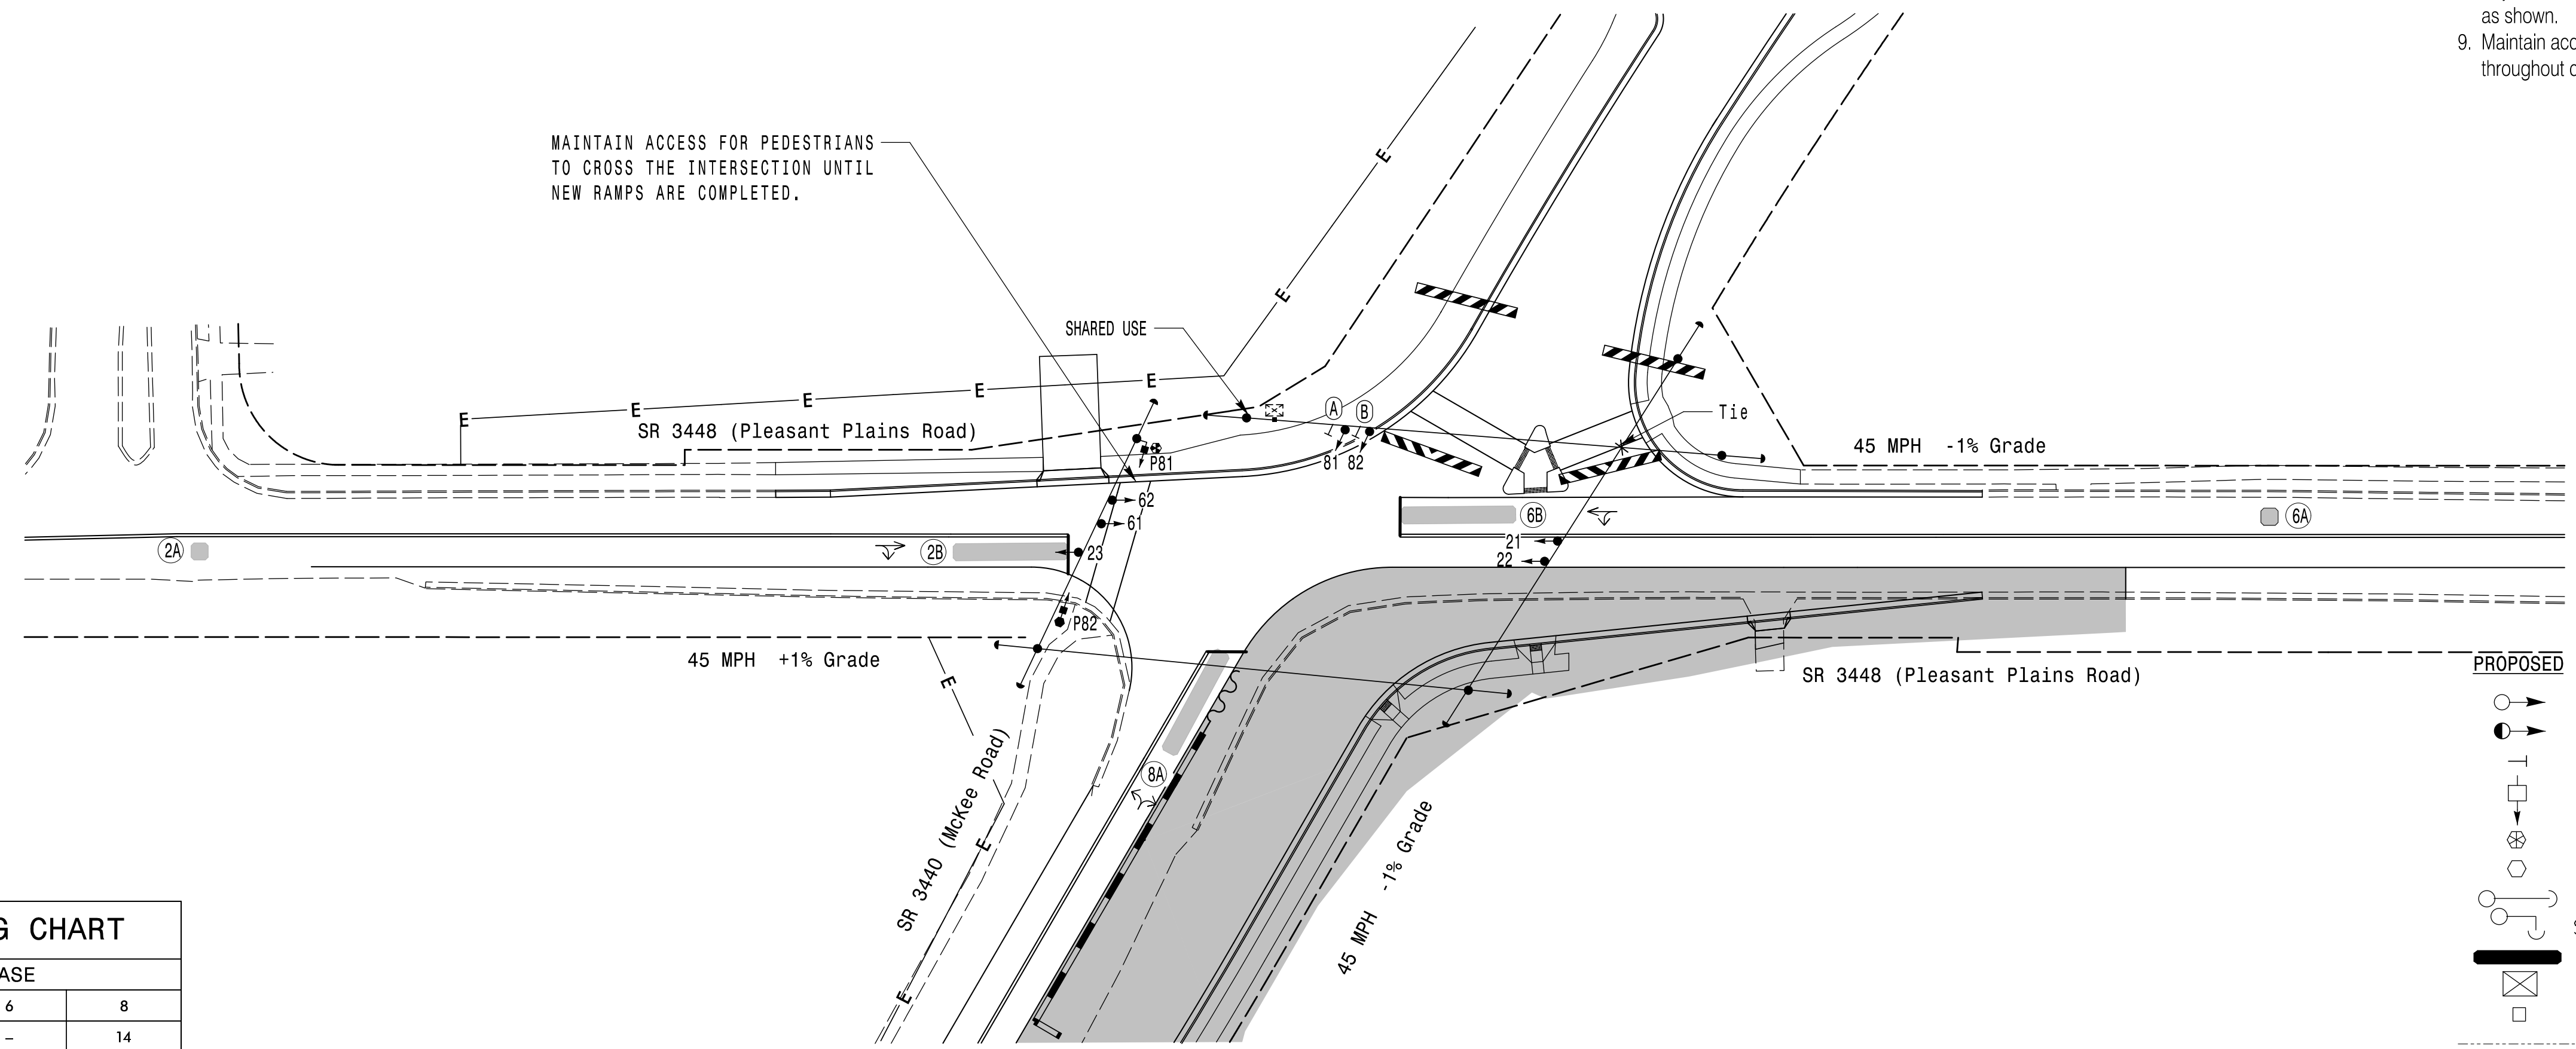 as shown.
9. Maintain acc
throughout c
MAINTAIN ACCESS FOR PEDESTRIANS
TO CROSS THE INTERSECTION UNTIL
NEW RAMPS ARE COMPLETED.
E
E
SHARED USE
E
E
E
E
E
Tie
A
B
SR 3448 (Pleasant Plains Road)
45 MPH -1% Grade
P81
81 82
62
61
6B
6A
2A
2B
23
21
22
P82
45 MPH +1% Grade
E
SR 3448 (Pleasant Plains Road)
PROPOSED
8A
SR 3440 (McKee Road)
E
E
45 MPH -1% Grade
G CHART
ASE
6 8
– 14